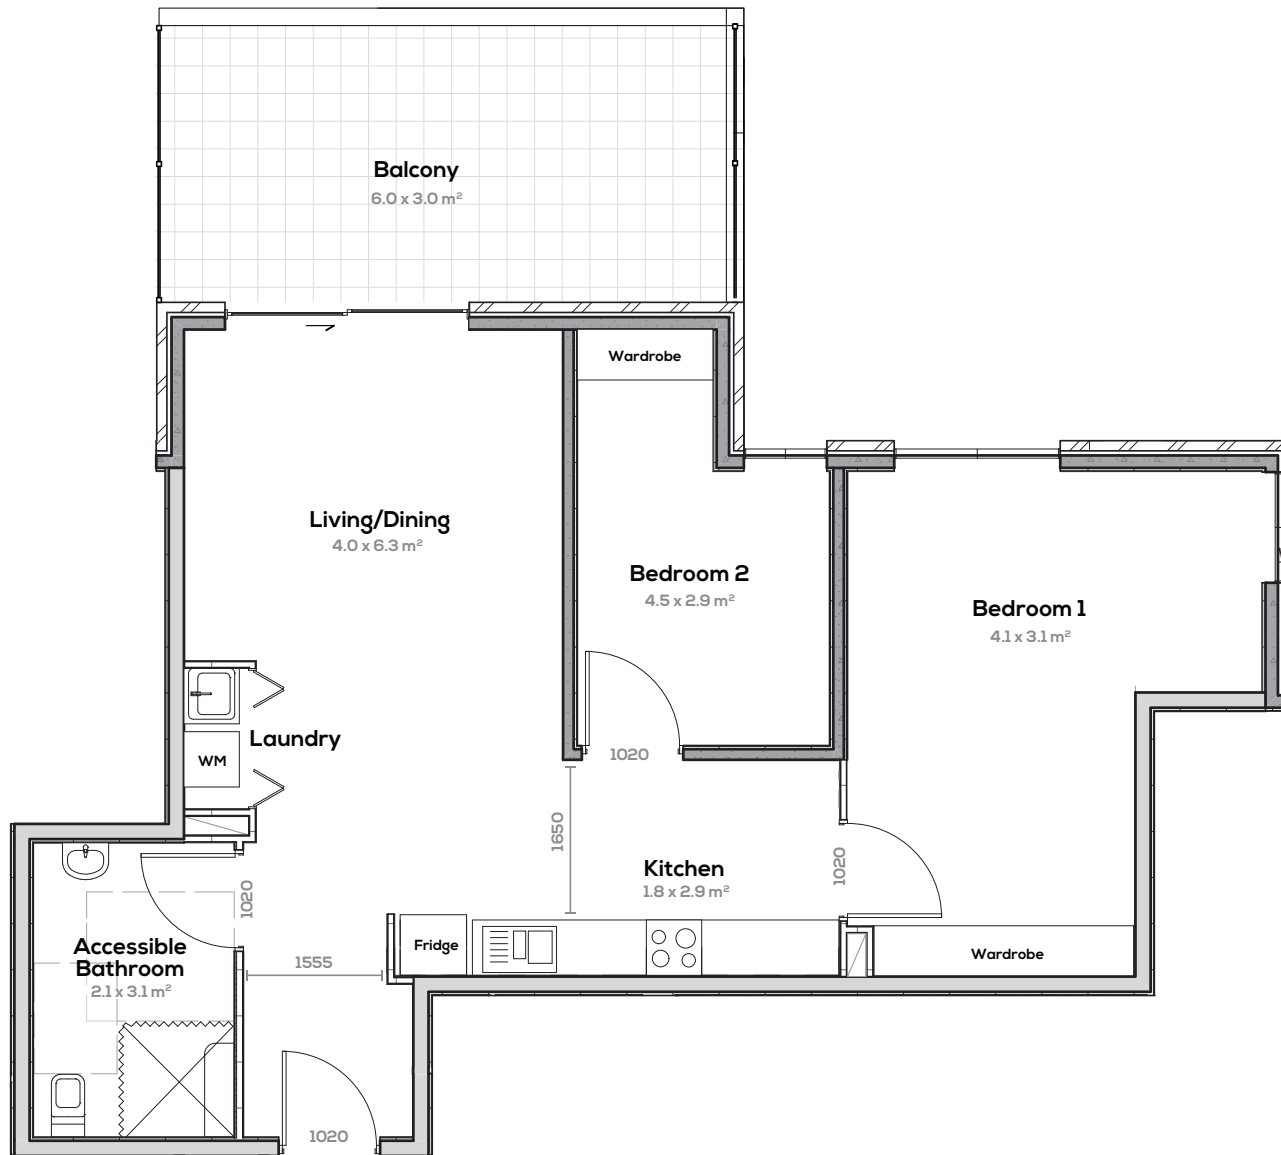 Balcony
6.0 x 3.0 m²
Wardrobe
Living/Dining
4.0 x 6.3 m²
Bedroom 2
4.5 x 2.9 m²
Bedroom 1
4.1 x 3.1 m²
Laundry
WM
1020
1650
Kitchen
1.8 x 2.9 m²
1020
1020
Fridge
Wardrobe
Accessible
Bathroom
2.1 x 3.1 m²
1555
1020